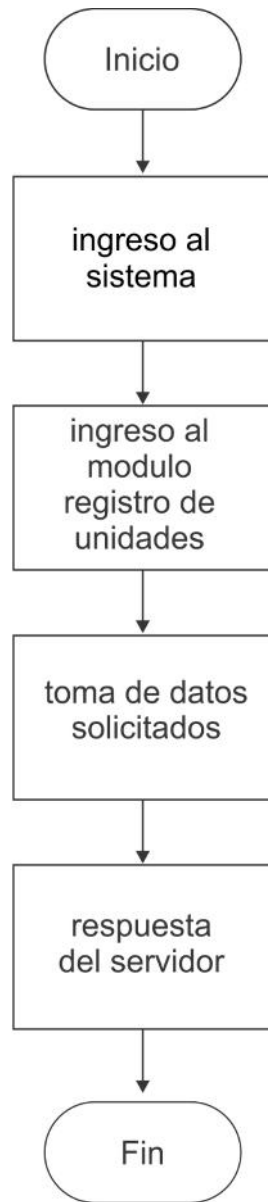 Inicio
ingreso al
sistema
ingreso al
modulo
registro de
unidades
toma de datos
solicitados
respuesta
del servidor
Fin